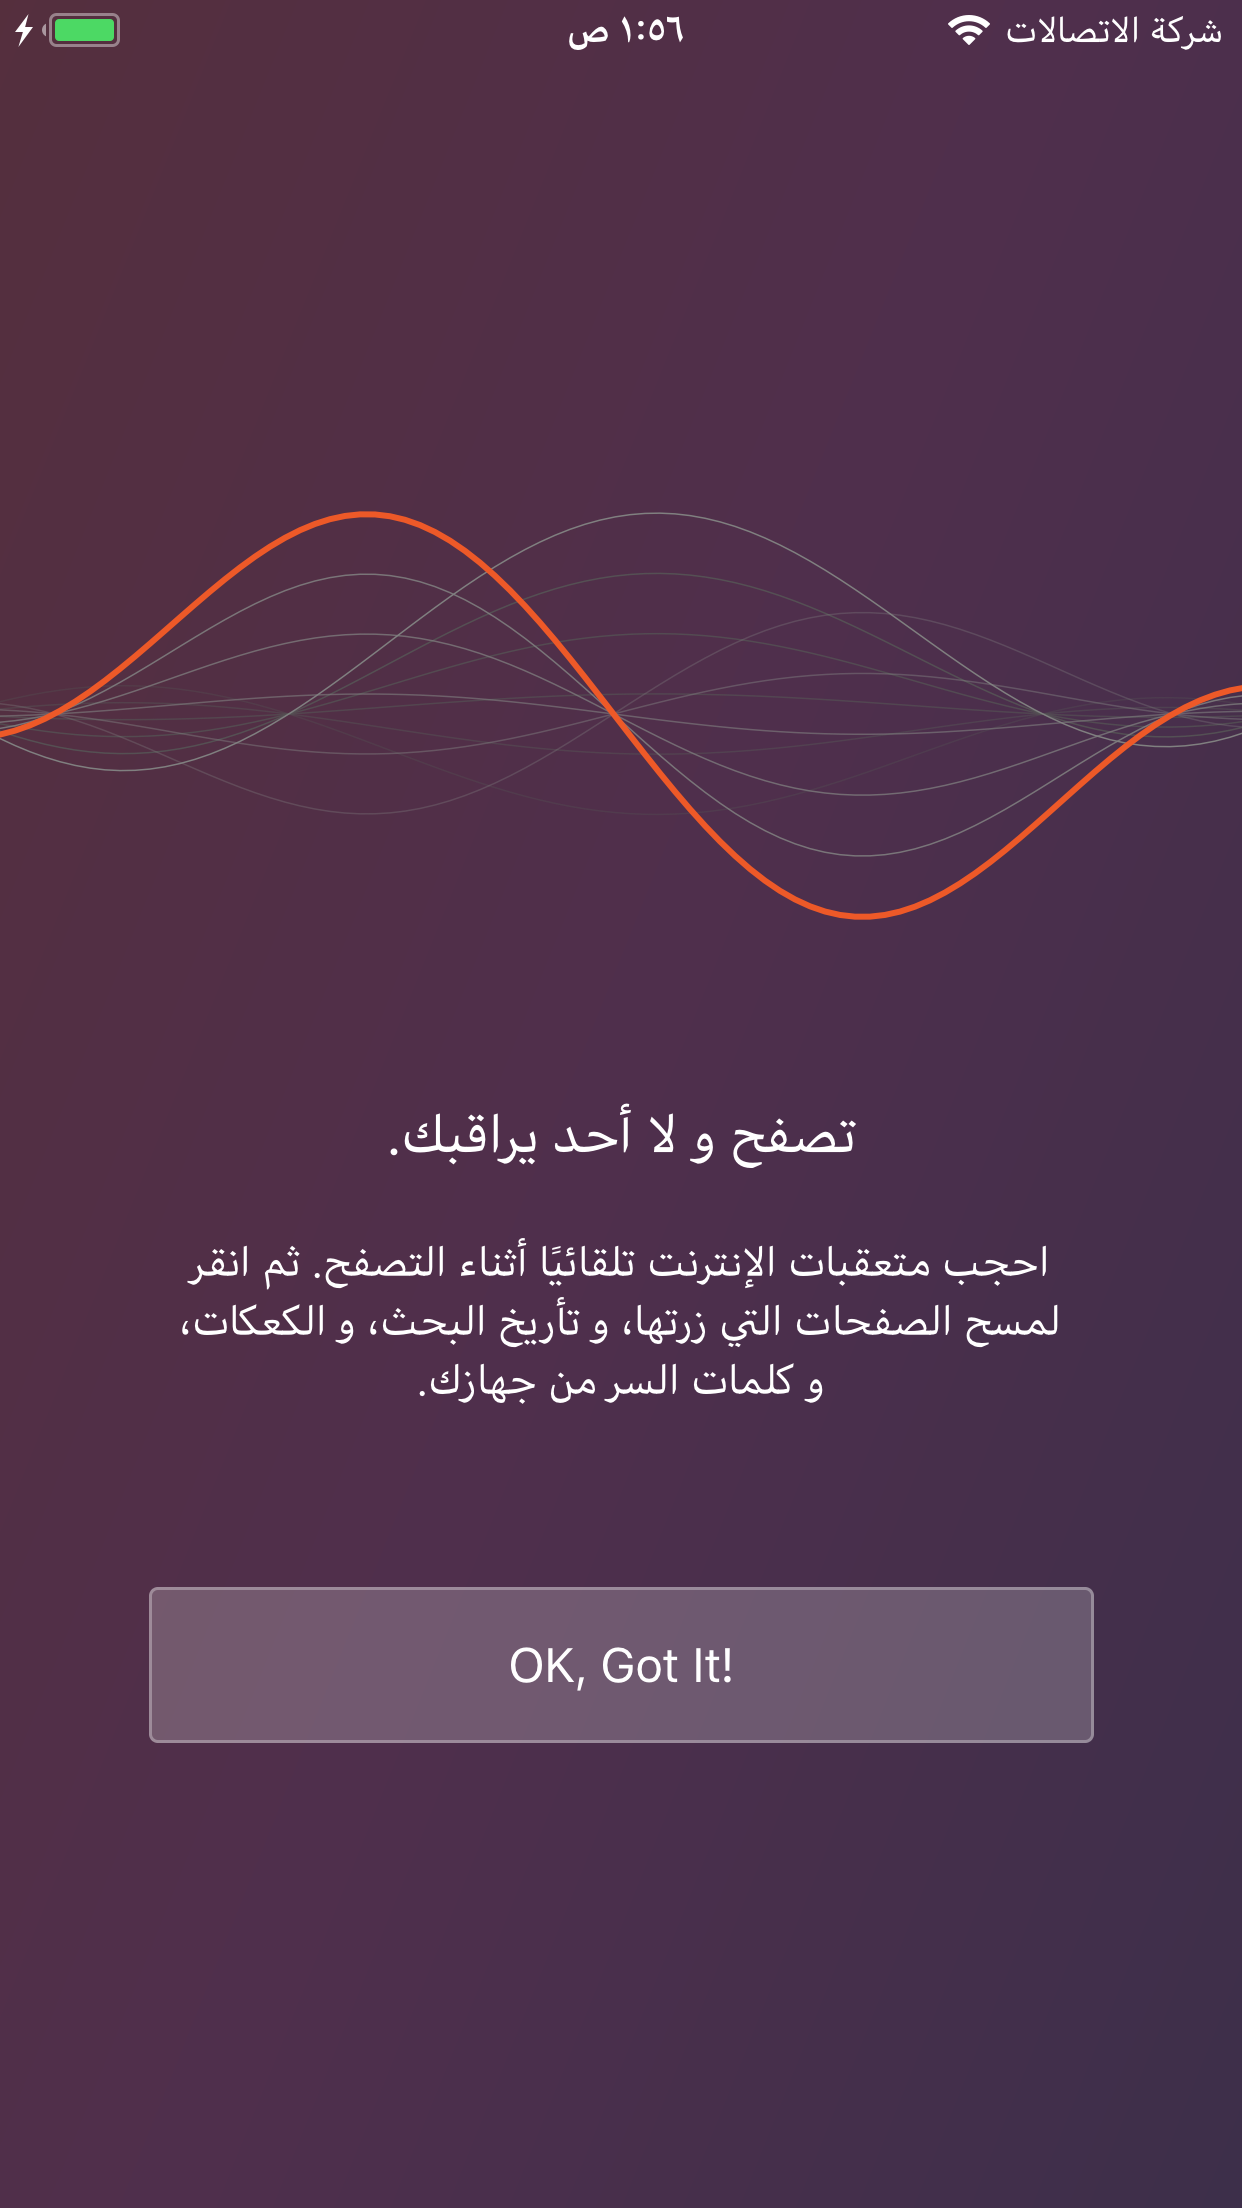 شركة الاتصالات
١:٥٦ ص
تصفح و لا أحد يراقبك.
احجب متعقبات الإنترنت تلقائيًا أثناء التصفح. ثم انقر
لمسح الصفحات التي زرتها، و تأريخ البحث، و الكعكات،
و كلمات السر من جهازك.
OK, Got It!